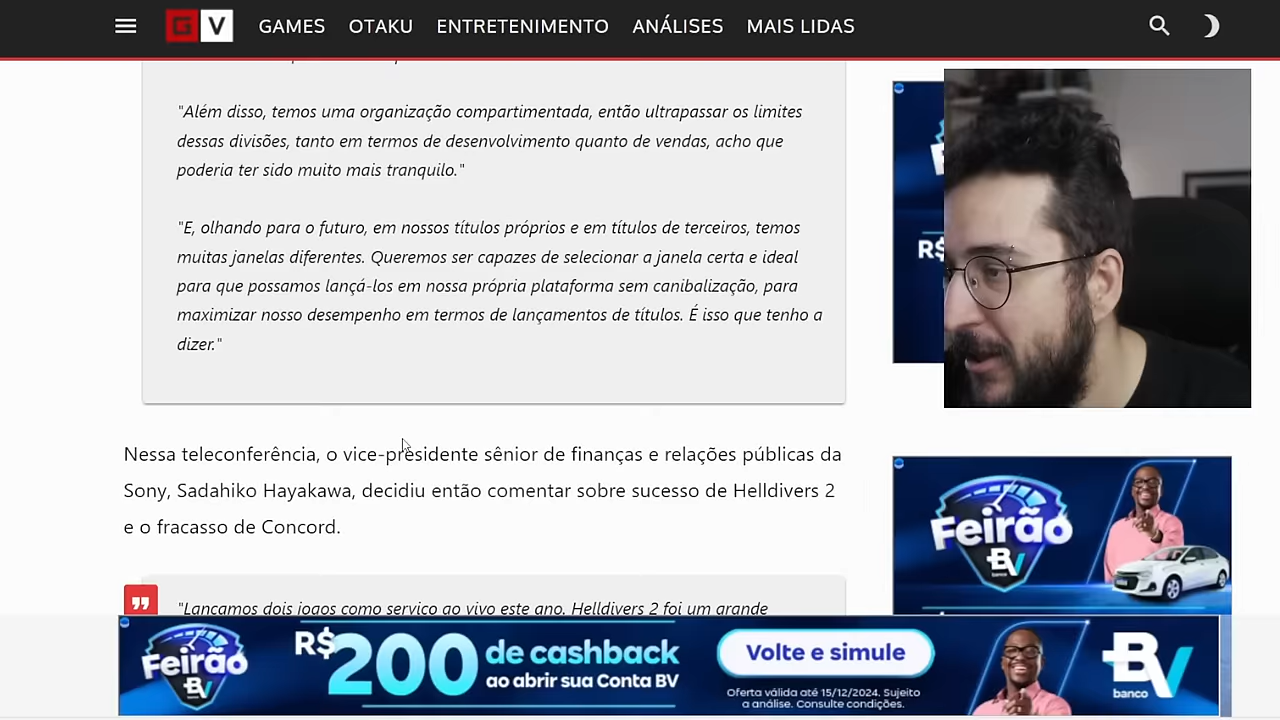 G V GAMES OTAKU ENTRETENIMENTO ANÁLISES MAIS LIDAS
"Além disso, temos uma organização compartimentada, então ultrapassar os limites
dessas divisões, tanto em termos de desenvolvimento quanto de vendas, acho que
poderia ter sido muito mais tranquilo."
"E, olhando para o futuro, em nossos títulos próprios e em títulos de terceiros, temos
muitas janelas diferentes. Queremos ser capazes de selecionar a janela certa e ideal
para que possamos lançá-los em nossa própria plataforma sem canibalização, para
maximizar nosso desempenho em termos de lançamentos de títulos. É isso que tenho a
dizer."
Nessa teleconferência, o vice-presidente sênior de finanças e relações públicas da
Sony, Sadahiko Hayakawa, decidiu então comentar sobre sucesso de Helldivers 2
e o fracasso de Concord.
"Lançamos dois jogos como serviço ao vivo este ano. Helldivers 2 foi um grande
R$
Feirão
BV
banco
Feirão
R$200 de cashback
ao abrir sua Conta BV
Volte e simule
Oferta válida até 15/12/2024. Sujeito
a análise. Consulte condições.
BV
banco